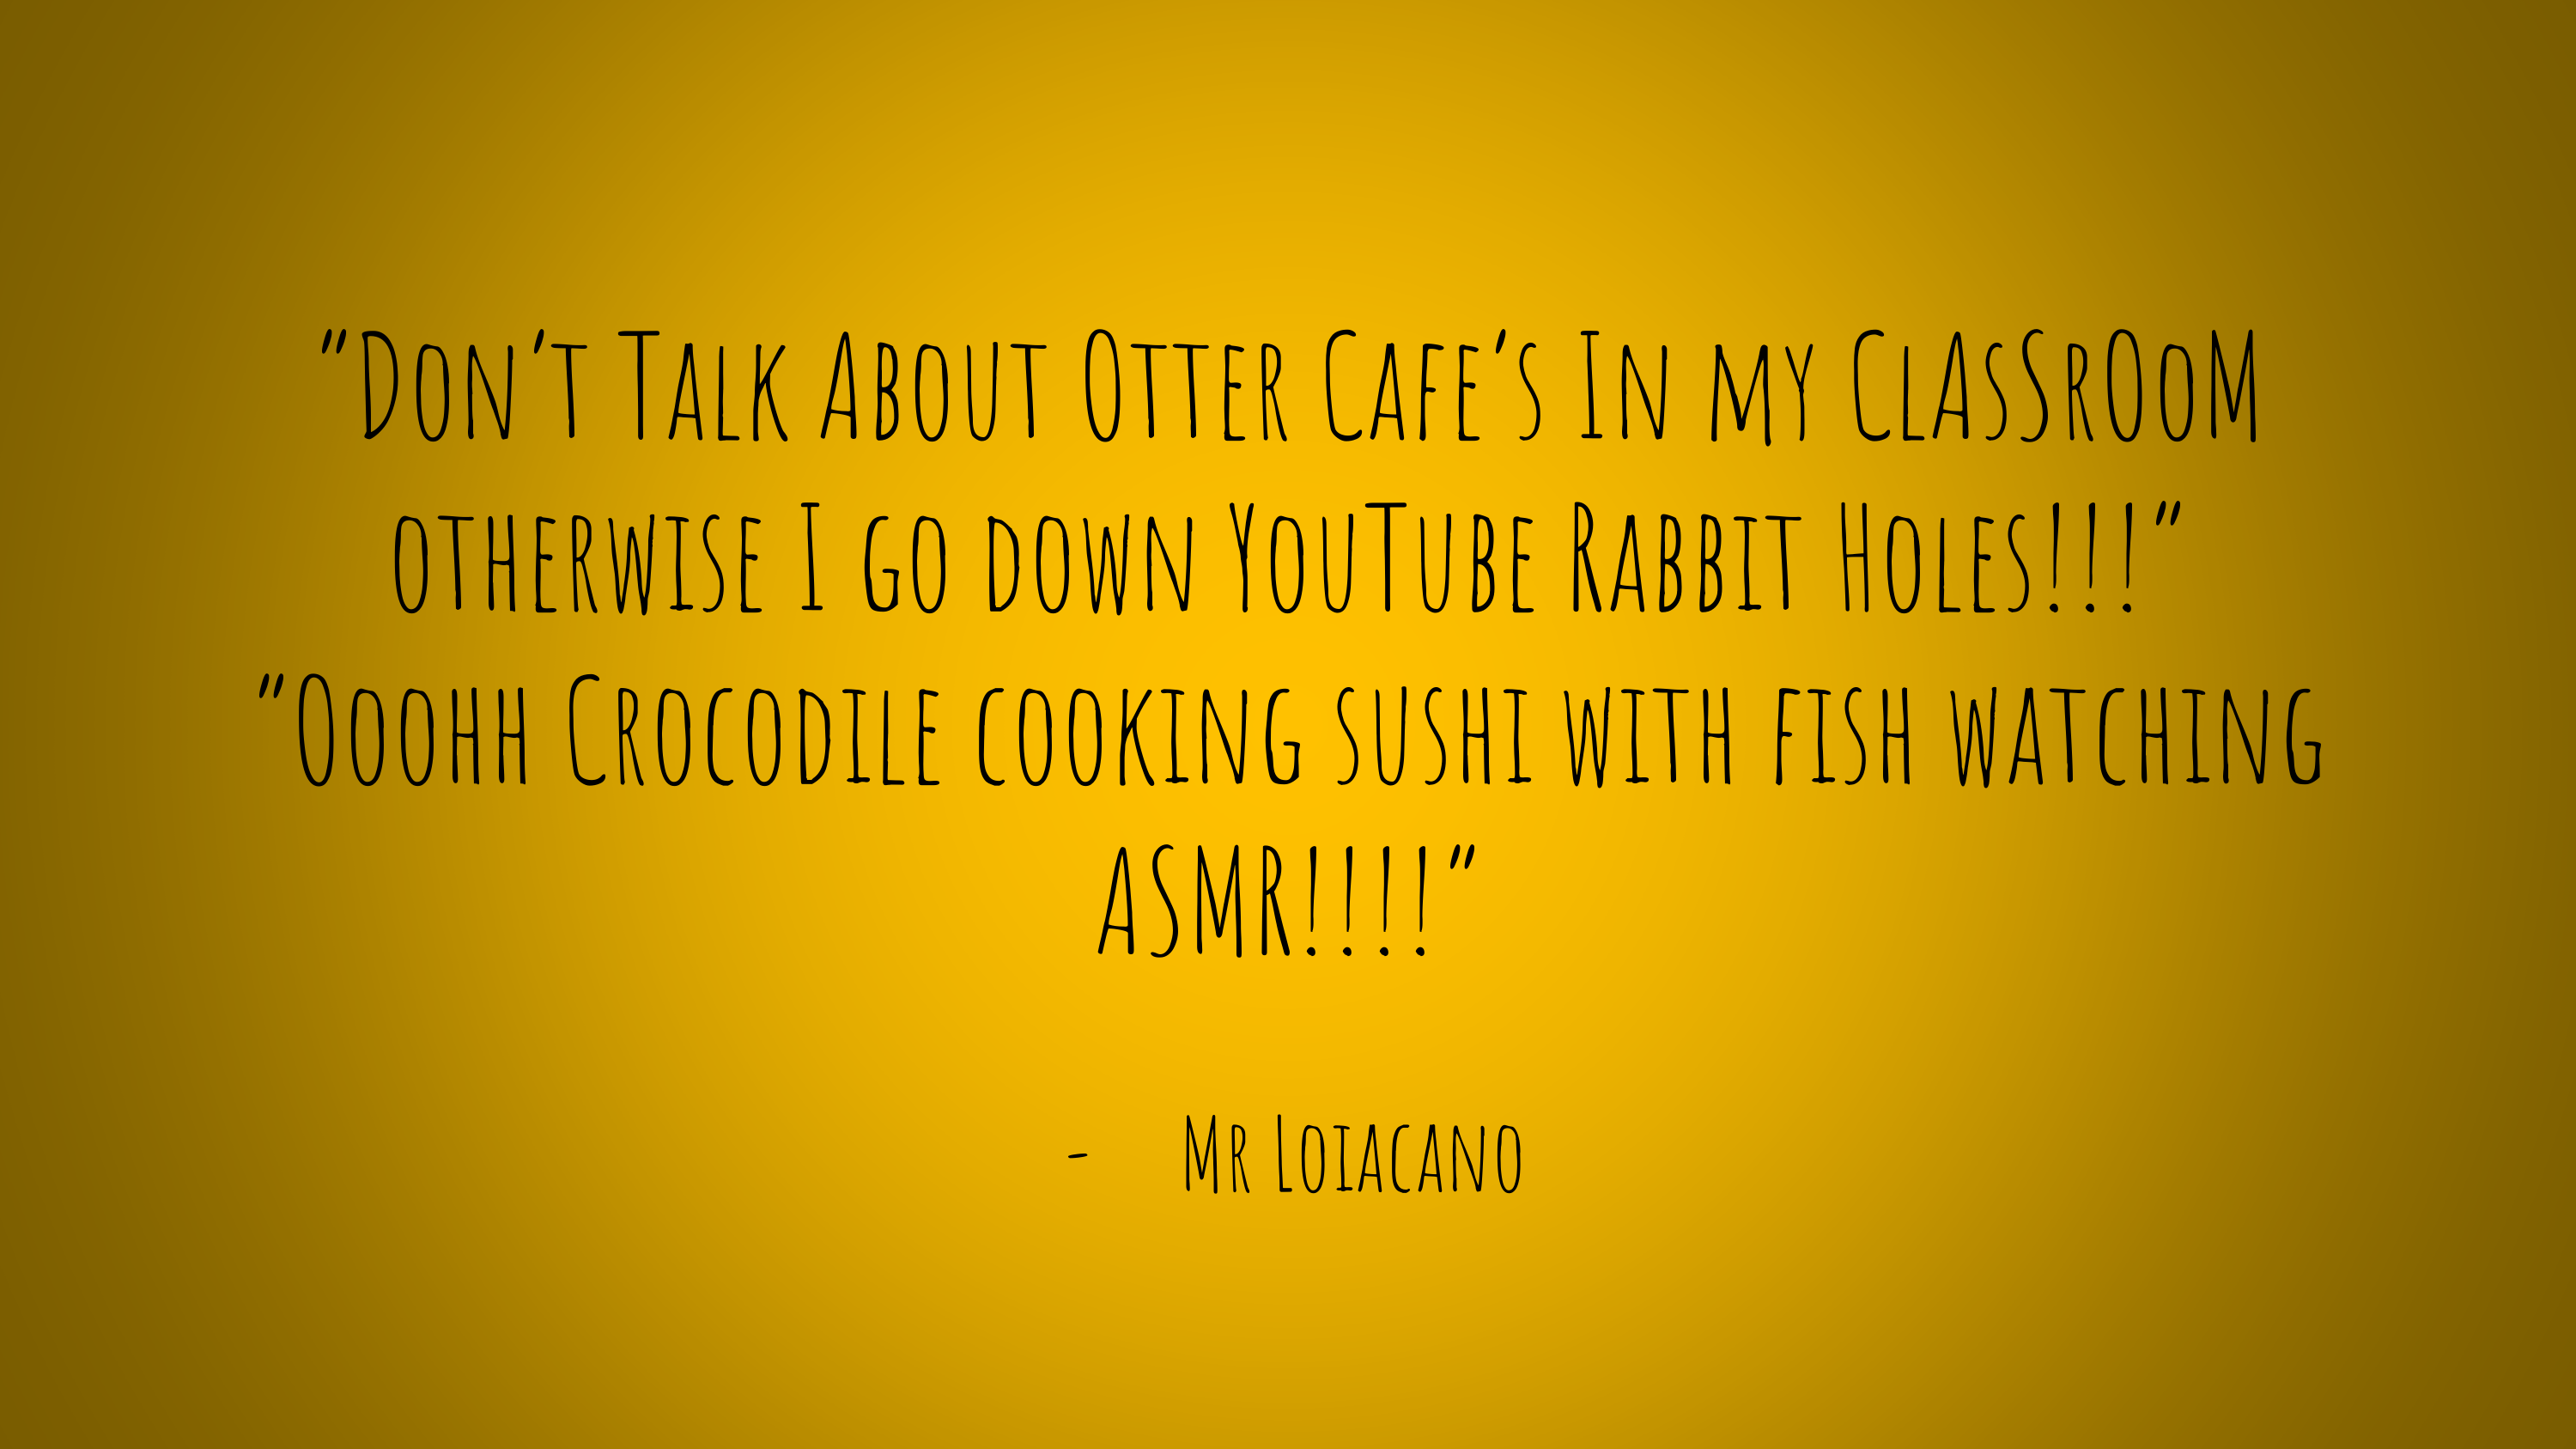 "Don't Talk About Otter Cafe's In my ClASsSrOoM
otherwise I go down YouTube Rabbit Holes!!!"
"Ooohh Crocodile cooking sushi with fish watching
ASMR!!!!"
- Mr Loiacano